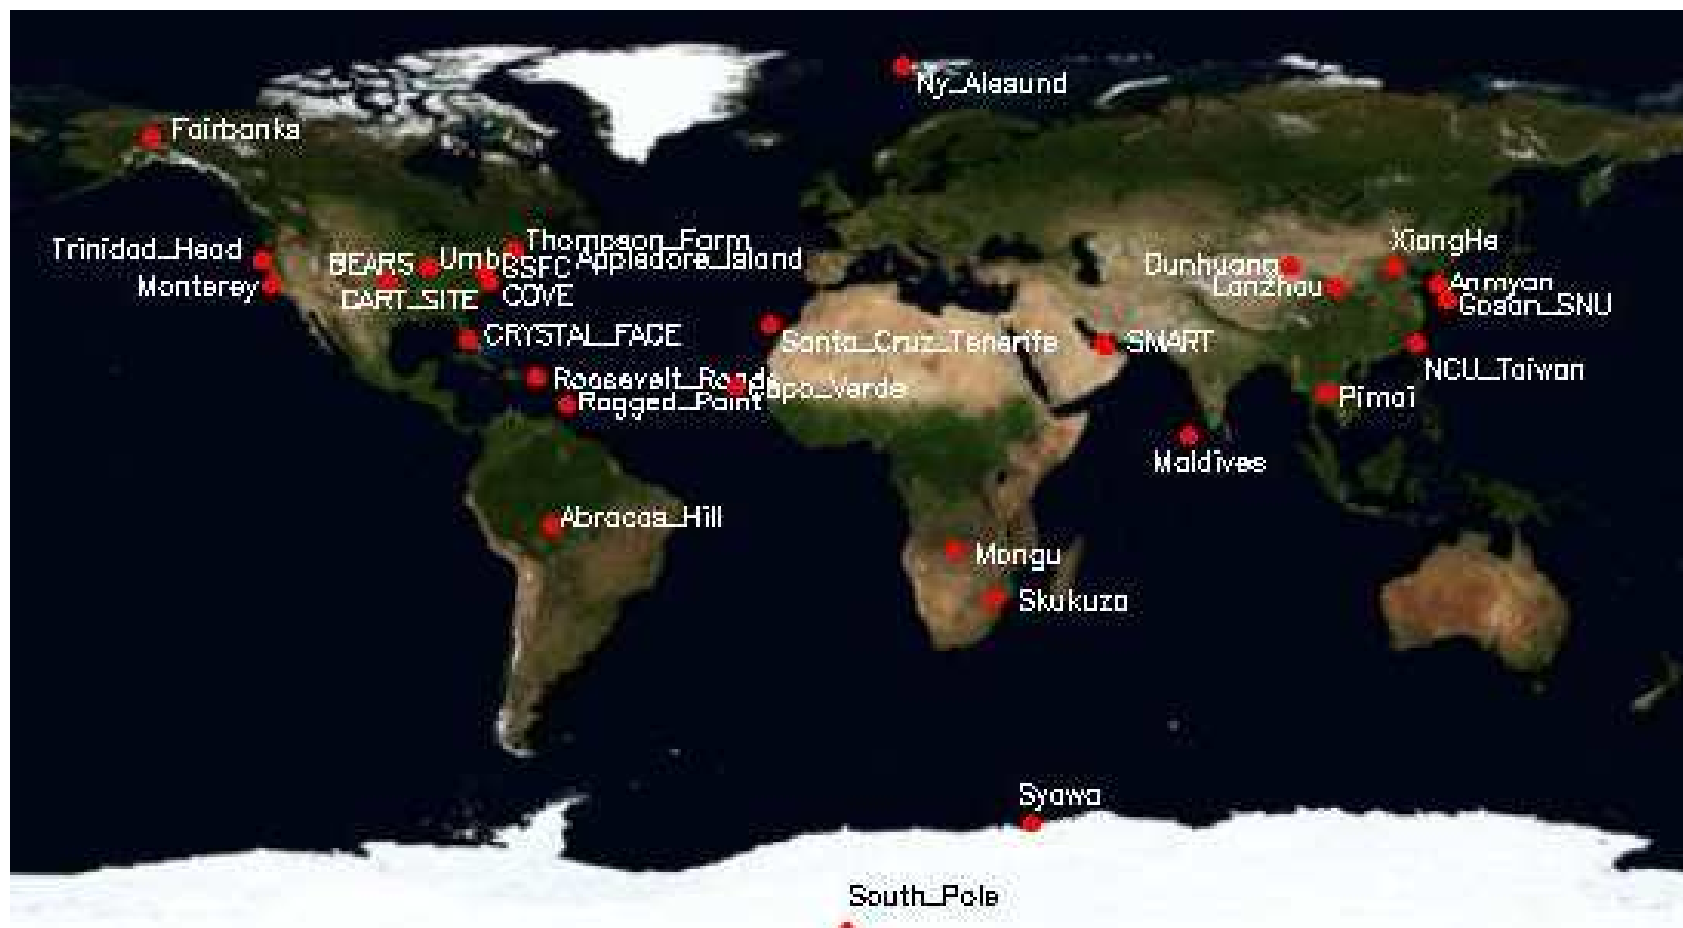 Ny_Alesund
Fairbanks
Thompson_Farm
Trinidad_Head
XiangHe
BEARS
GSFC
Appledore_Island
Dunhuang
Monterey
Lanzhou
Anmyon
CART_SITE
COVE
Gosan_SNU
CRYSTAL_FACE
Santa_Cruz_Tenerife
SMART
NCU_Taiwan
Roosevelt_Roads
Capo_Verde
Ragged_Point
Pimai
Maldives
Abracos_Hill
Mongu
Skukuza
Syowa
South_Pole